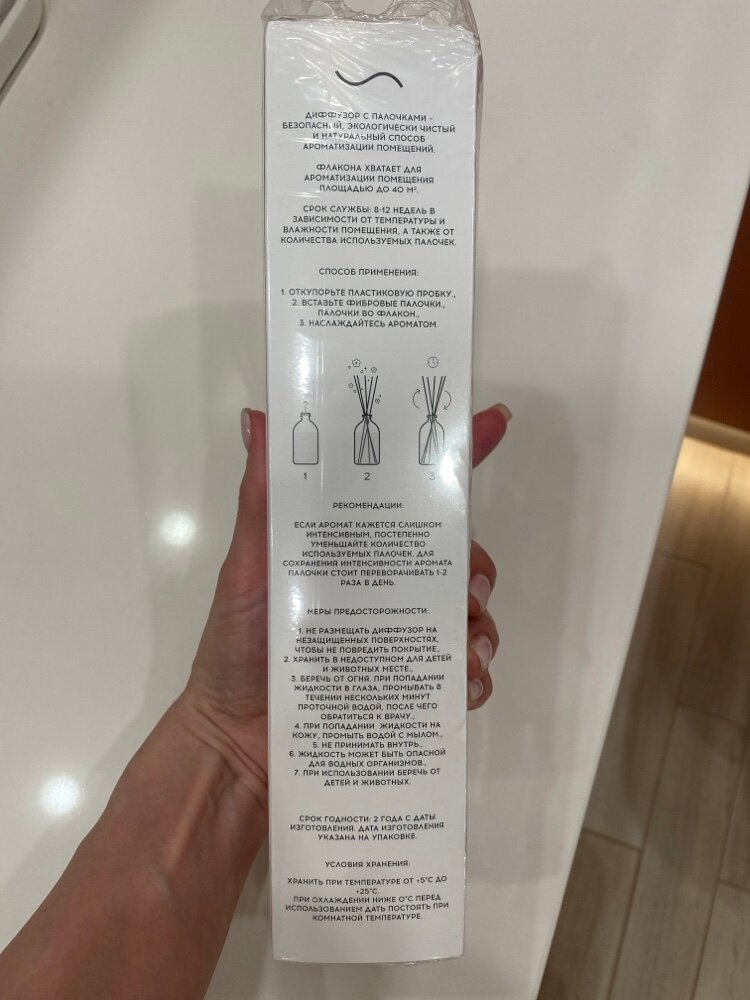 ДИФФУЗОР С ПАЛОЧКАМИ -
БЕЗОПАСНЫЙ, ЭКОЛОГИЧЕСКИ ЧИСТЫЙ
И НАТУРАЛЬНЫЙ СПОСОБ
АРОМАТИЗАЦИИ ПОМЕЩЕНИЙ.
ФЛАКОНА ХВАТАЕТ ДЛЯ
АРОМАТИЗАЦИИ ПОМЕЩЕНИЯ
ПЛОЩАДЬЮ ДО 40 М².
СРОК СЛУЖБЫ: 8-12 НЕДЕЛЬ В
ЗАВИСИМОСТИ ОТ ТЕМПЕРАТУРЫ И
ВЛАЖНОСТИ ПОМЕЩЕНИЯ, А ТАКЖЕ ОТ
КОЛИЧЕСТВА ИСПОЛЬЗУЕМЫХ ПАЛОЧЕК.
СПОСОБ ПРИМЕНЕНИЯ:
1. ОТКУПОРЬТЕ ПЛАСТИКОВУЮ ПРОБКУ.,
2. ВСТАВЬТЕ ФИБРОВЫЕ ПАЛОЧКИ.,
ПАЛОЧКИ ВО ФЛАКОН.,
3. НАСЛАЖДАЙТЕСЬ АРОМАТОМ.
1 2 3
РЕКОМЕНДАЦИИ:
ЕСЛИ АРОМАТ КАЖЕТСЯ СЛИШКОМ
ИНТЕНСИВНЫМ, ПОСТЕПЕННО
УМЕНЬШАЙТЕ КОЛИЧЕСТВО
ИСПОЛЬЗУЕМЫХ ПАЛОЧЕК. ДЛЯ
СОХРАНЕНИЯ ИНТЕНСИВНОСТИ АРОМАТА
ПАЛОЧКИ СТОИТ ПЕРЕВОРАЧИВАТЬ 1-2
РАЗА В ДЕНЬ.
МЕРЫ ПРЕДОСТОРОЖНОСТИ:
1. НЕ РАЗМЕЩАТЬ ДИФФУЗОР НА
НЕЗАЩИЩЕННЫХ ПОВЕРХНОСТЯХ,
ЧТОБЫ НЕ ПОВРЕДИТЬ ПОКРЫТИЕ.,
2. ХРАНИТЬ В НЕДОСТУПНОМ ДЛЯ ДЕТЕЙ
И ЖИВОТНЫХ МЕСТЕ.,
3. БЕРЕЧЬ ОТ ОГНЯ. ПРИ ПОПАДАНИИ
ЖИДКОСТИ В ГЛАЗА, ПРОМЫВАТЬ В
ТЕЧЕНИИ НЕСКОЛЬКИХ МИНУТ
ПРОТОЧНОЙ ВОДОЙ, ПОСЛЕ ЧЕГО
ОБРАТИТЬСЯ К ВРАЧУ.,
4. ПРИ ПОПАДАНИИ ЖИДКОСТИ НА
КОЖУ, ПРОМЫТЬ ВОДОЙ С МЫЛОМ.,
5. НЕ ПРИНИМАТЬ ВНУТРЬ.,
6. ЖИДКОСТЬ МОЖЕТ БЫТЬ ОПАСНОЙ
ДЛЯ ВОДНЫХ ОРГАНИЗМОВ.,
7. ПРИ ИСПОЛЬЗОВАНИИ БЕРЕЧЬ ОТ
ДЕТЕЙ И ЖИВОТНЫХ.
СРОК ГОДНОСТИ: 2 ГОДА С ДАТЫ
ИЗГОТОВЛЕНИЯ. ДАТА ИЗГОТОВЛЕНИЯ
УКАЗАНА НА УПАКОВКЕ.
УСЛОВИЯ ХРАНЕНИЯ:
ХРАНИТЬ ПРИ ТЕМПЕРАТУРЕ ОТ +5°С ДО
+25°С.
ПРИ ОХЛАЖДЕНИИ НИЖЕ 0°С ПЕРЕД
ИСПОЛЬЗОВАНИЕМ ДАТЬ ПОСТОЯТЬ ПРИ
КОМНАТНОЙ ТЕМПЕРАТУРЕ.